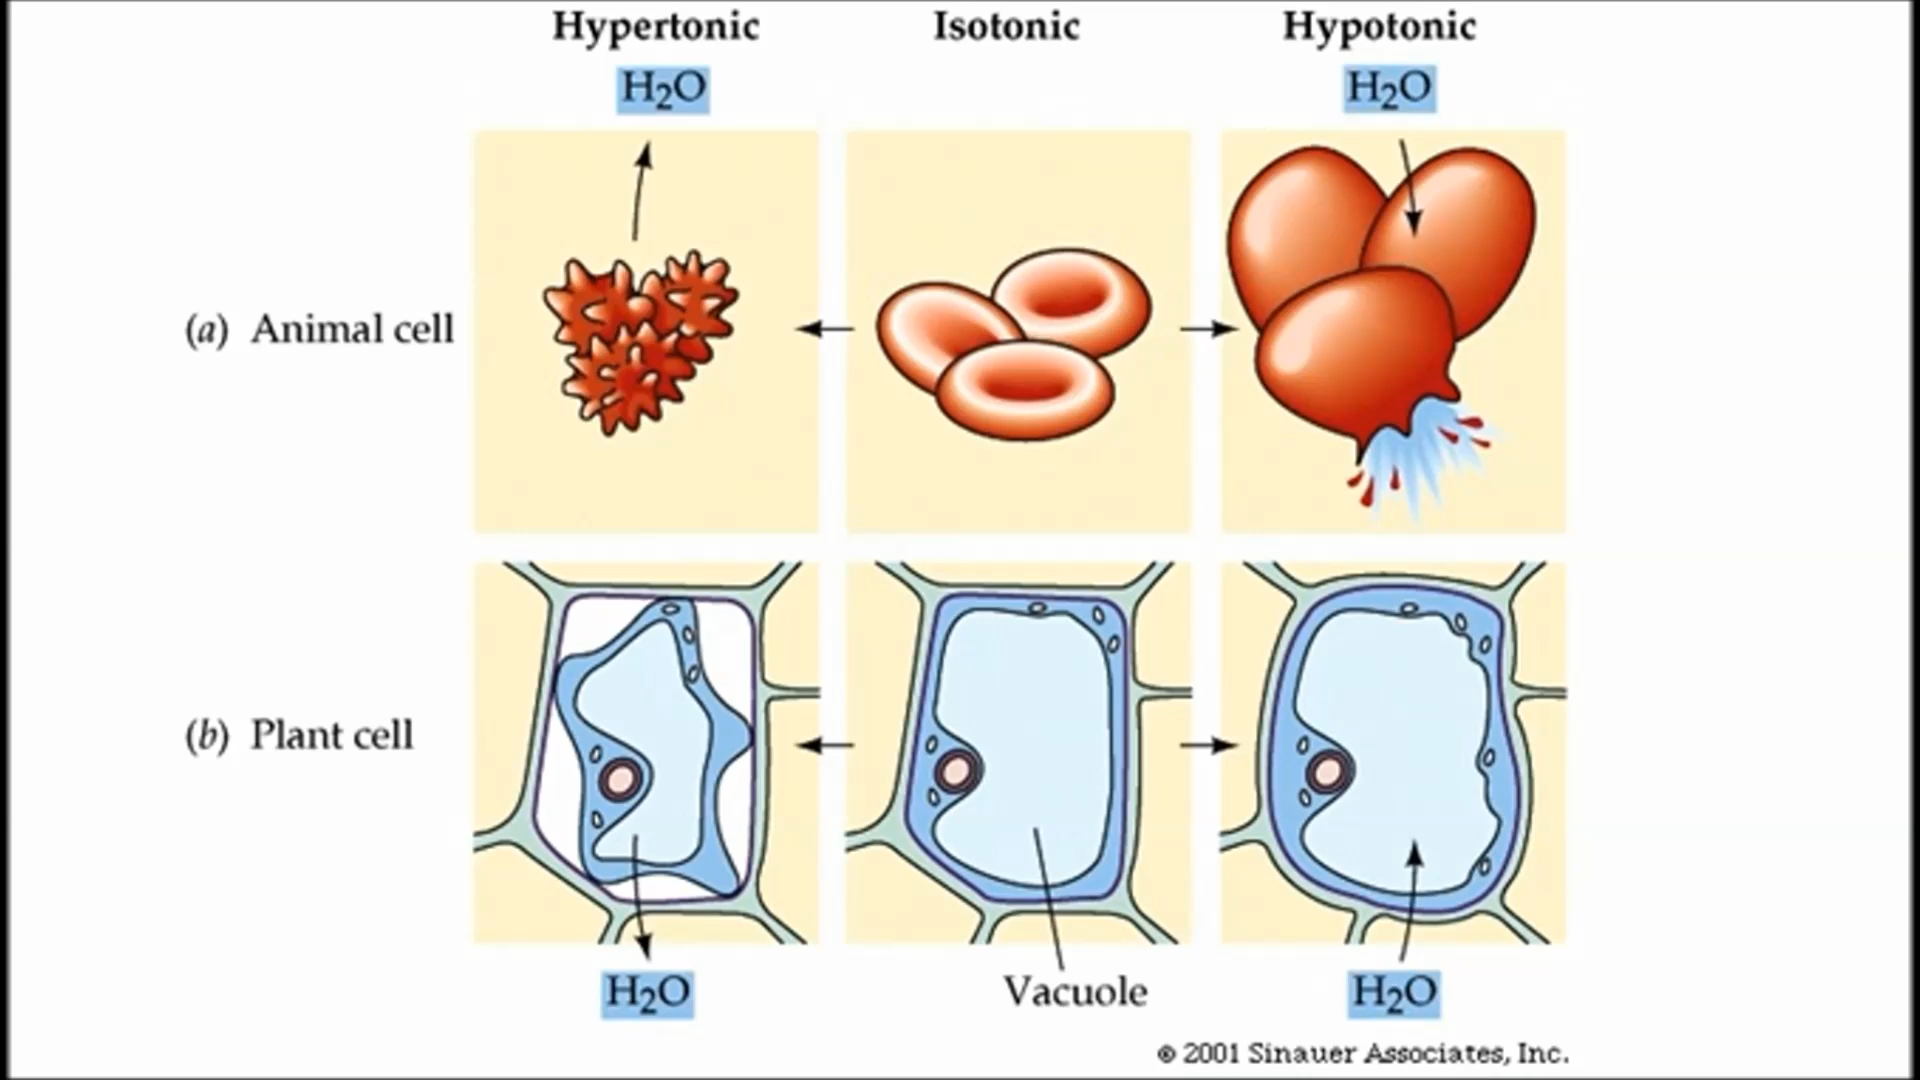 Hypertonic Isotonic Hypotonic
H₂O H₂O
(a) Animal cell
(b) Plant cell
H₂O Vacuole H₂O
© 2001 Sinauer Associates, Inc.